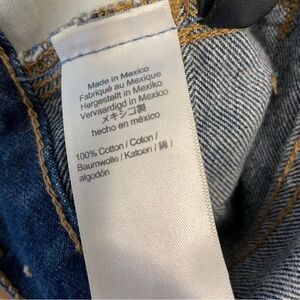 Made in Mexico
Fabriqué au Mexique
Hergestellt in Mexiko
Vervaardigd in Mexico
メキシコ製
hecho en méxico
100% Cotton / Coton /
Baumwolle / Katoen / 綿 /
algodón